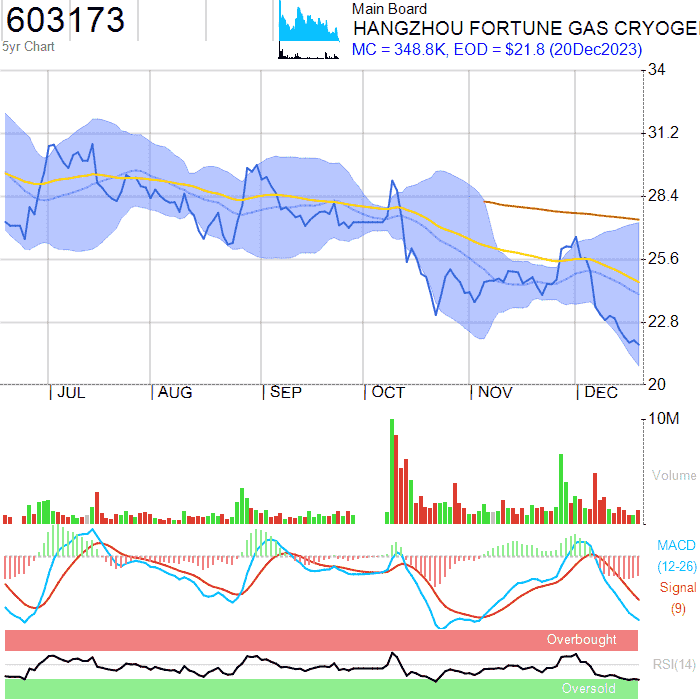 603173
5yr Chart
Main Board
HANGZHOU FORTUNE GAS CRYOGE
MC = 348.8K, EOD = $21.8 (20Dec2023)
34
31.2
28.4
25.6
22.8
20
JUL
AUG
SEP
OCT
NOV
DEC
10M
Volume
MACD
(12-26)
Signal
(9)
Overbought
RSI(14)
Oversold